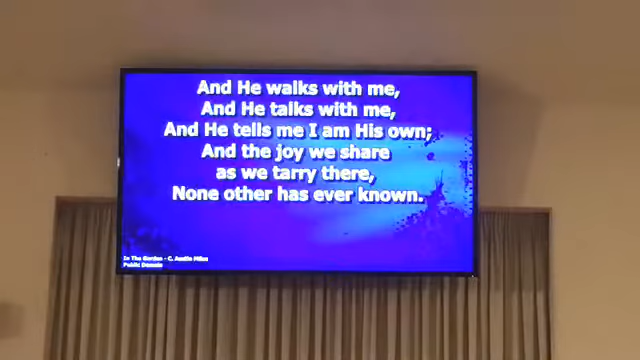 And He walks with me,
And He talks with me,
And He tells me I am His own;
And the joy we share
as we tarry there,
None other has ever known.
In The Garden - C. Austin Miles
Public Domain